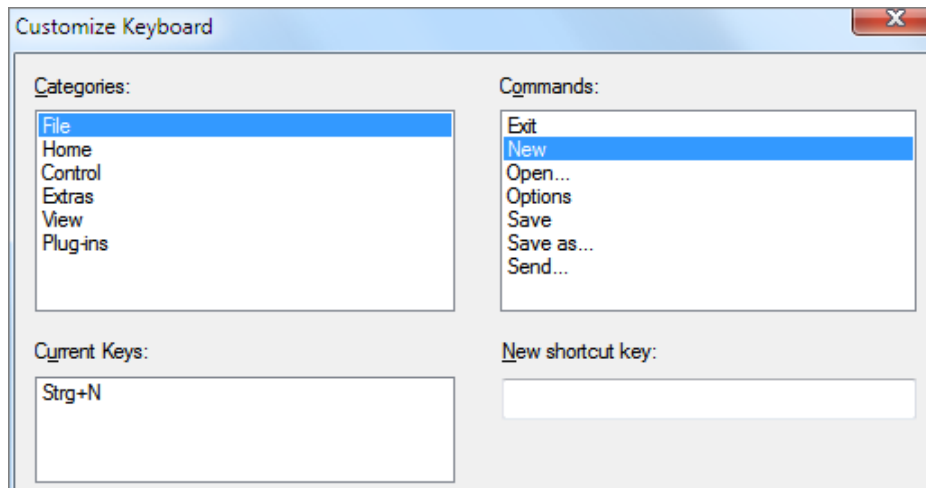 Customize Keyboard
Categories:
File
Home
Control
Extras
View
Plug-ins
Commands:
Exit
New
Open...
Options
Save
Save as...
Send...
Current Keys:
Strg+N
New shortcut key: